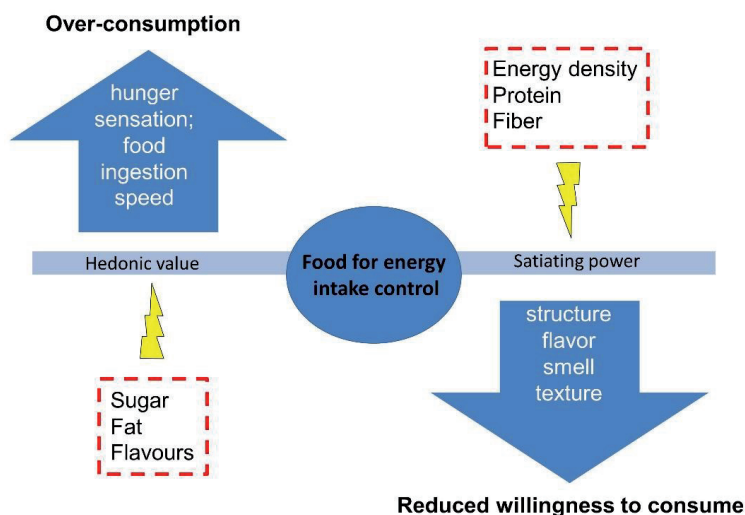 Over-consumption
hunger
sensation;
food
ingestion
speed
Energy density
Protein
Fiber
Hedonic value
Food for energy
intake control
Satiating power
Sugar
Fat
Flavours
structure
flavor
smell
texture
Reduced willingness to consume